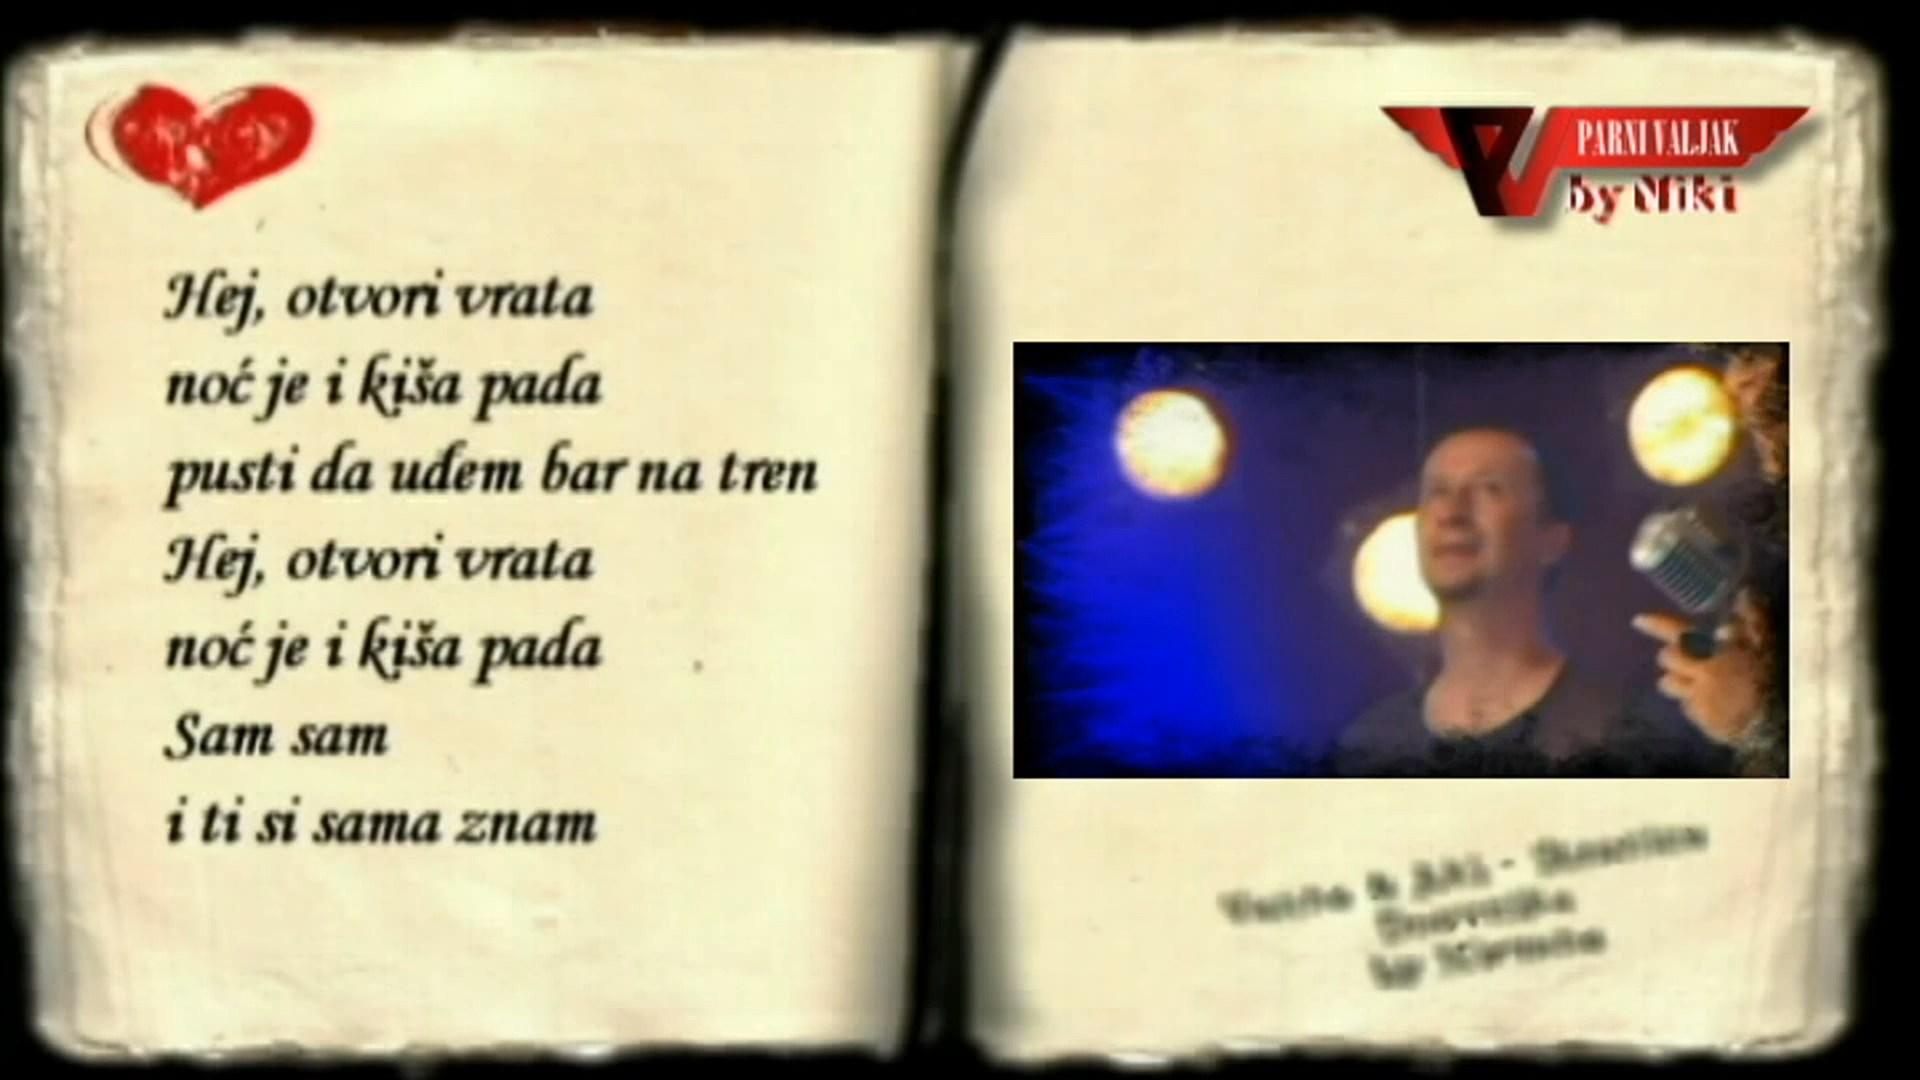 Hej, otvori vrata
noć je i kiša pada
pusti da uđem bar na tren
Hej, otvori vrata
noć je i kiša pada
Sam sam
i ti si sama znam
PARNI VALJAK
by Niki